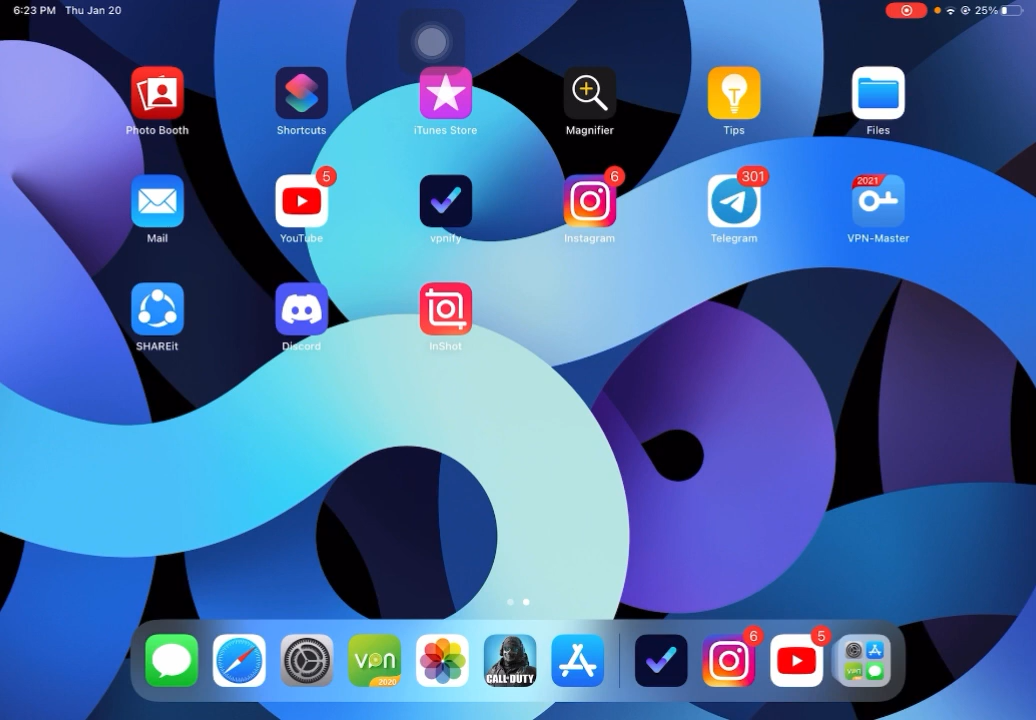 6:23 PM Thu Jan 20
25%
Photo Booth
Shortcuts
iTunes Store
Magnifier
Tips
Files
5
6
301
2021
Mail
YouTube
vpnify
Instagram
Telegram
VPN-Master
SHAREit
Discord
InShot
6
5
vpn
2020
CALL·DUTY